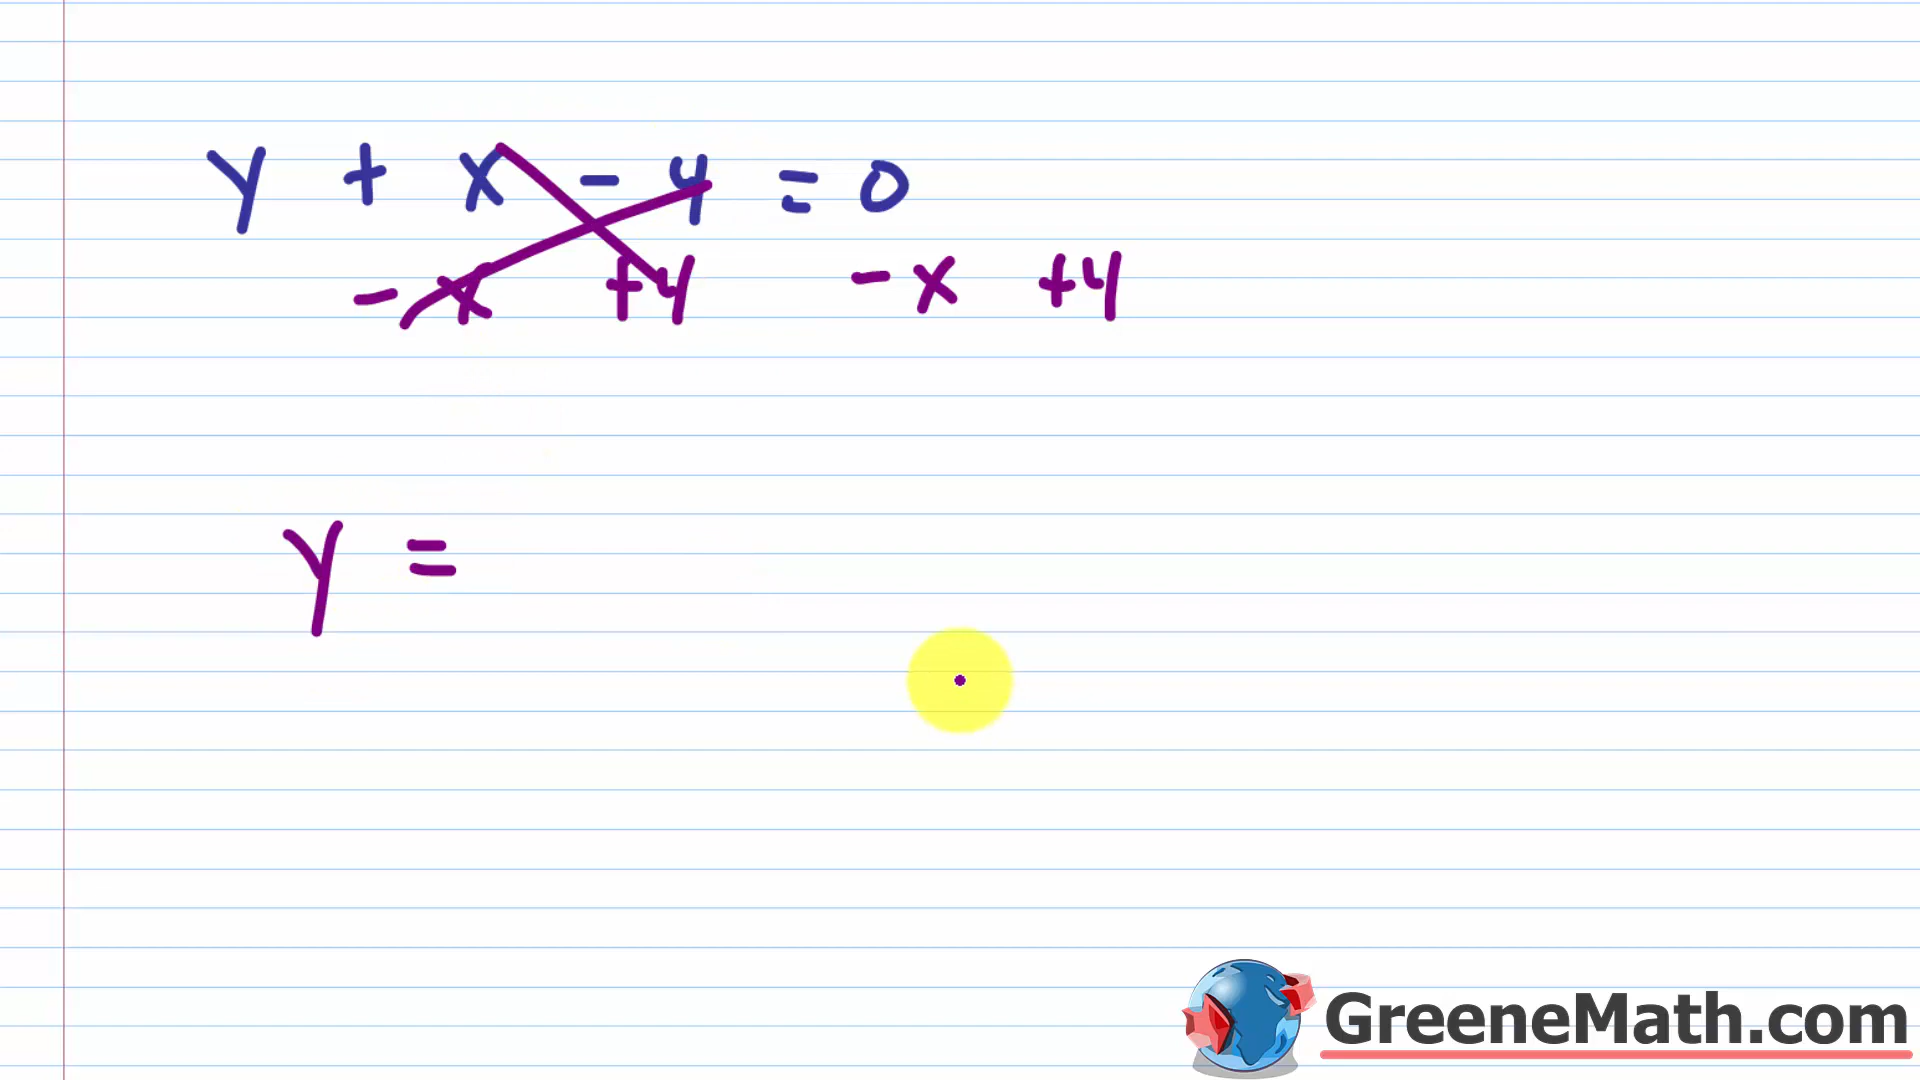 y + x - 4 = 0
- x + 4 - x + 4
y =
GreeneMath.com